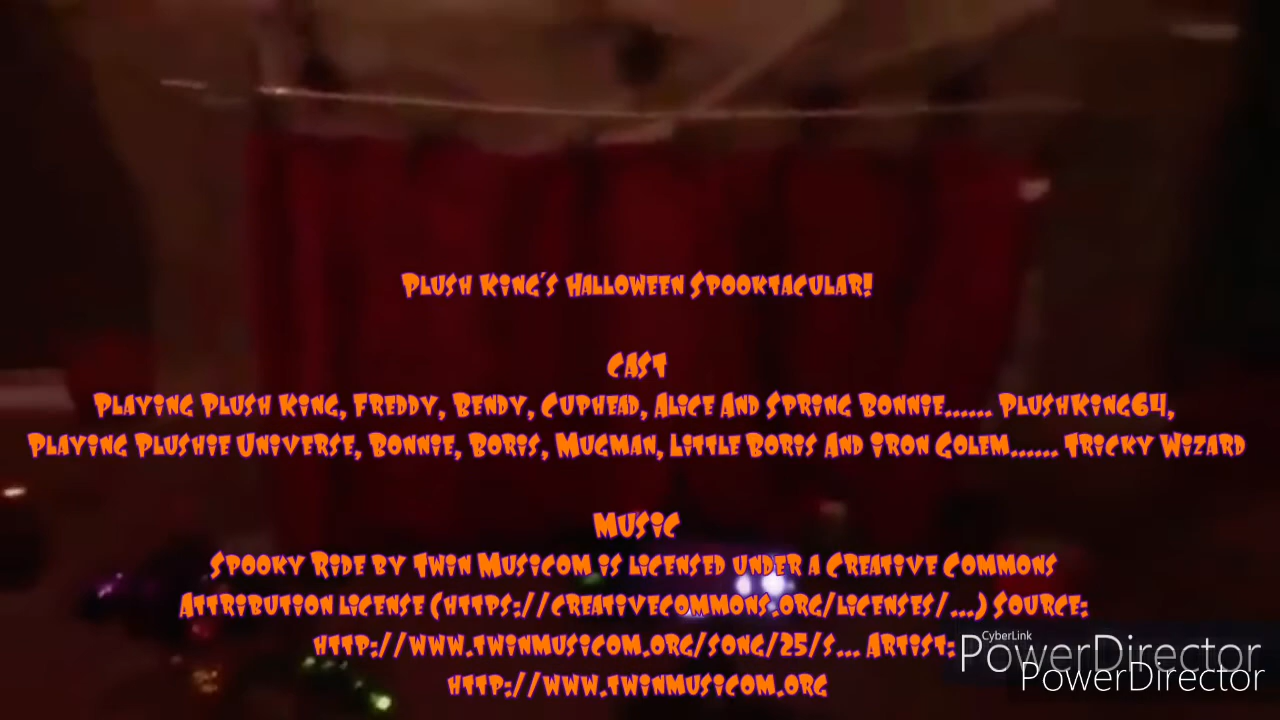 Plush King's Halloween Spooktacular!
Cast
Playing Plush King, Freddy, Bendy, Cuphead, Alice And Spring Bonnie...... PlushKing64,
Playing Plushie Universe, Bonnie, Boris, Mugman, Little Boris And Iron Golem...... Tricky Wizard
Music
Spooky Ride by Twin Musicom is licensed under a Creative Commons
Attribution license (https://creativecommons.org/licenses/...) Source:
http://www.twinmusicom.org/song/25/s... Artist:
http://www.twinmusicom.org
CyberLink
PowerDirector
PowerDirector